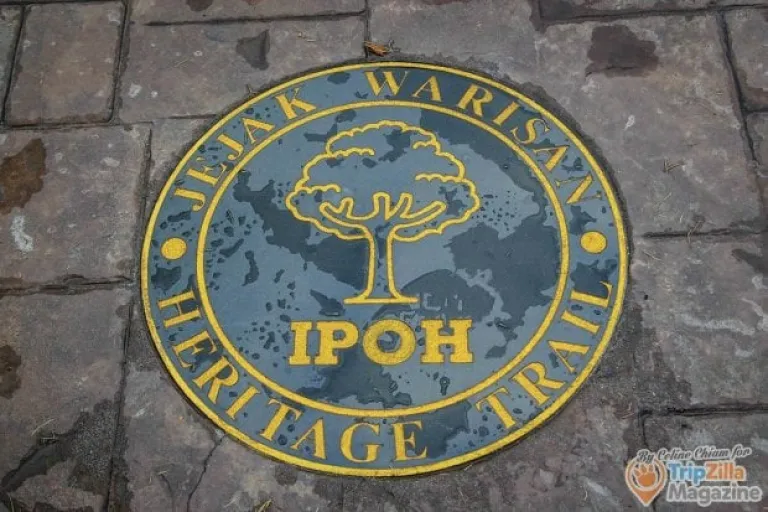 JEJAK WARISAN
IPOH
HERITAGE TRAIL
By Celine Chiam for
TripZilla
Magazine